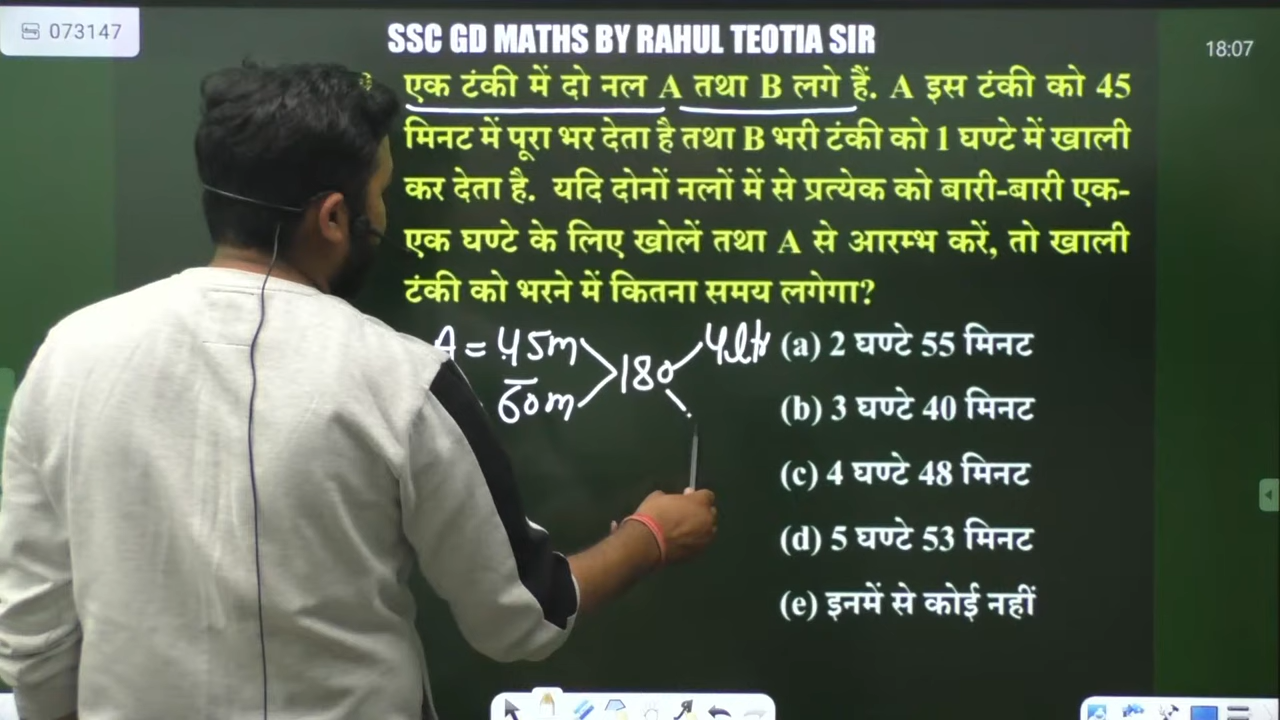 073147
SSC GD MATHS BY RAHUL TEOTIA SIR
18:07
एक टंकी में दो नल A तथा B लगे हैं. A इस टंकी को 45
मिनट में पूरा भर देता है तथा B भरी टंकी को 1 घण्टे में खाली
कर देता है. यदि दोनों नलों में से प्रत्येक को बारी-बारी एक-
एक घण्टे के लिए खोलें तथा A से आरम्भ करें, तो खाली
टंकी को भरने में कितना समय लगेगा?
A = 45m
60m
180
4ltr
(a) 2 घण्टे 55 मिनट
(b) 3 घण्टे 40 मिनट
(c) 4 घण्टे 48 मिनट
(d) 5 घण्टे 53 मिनट
(e) इनमें से कोई नहीं